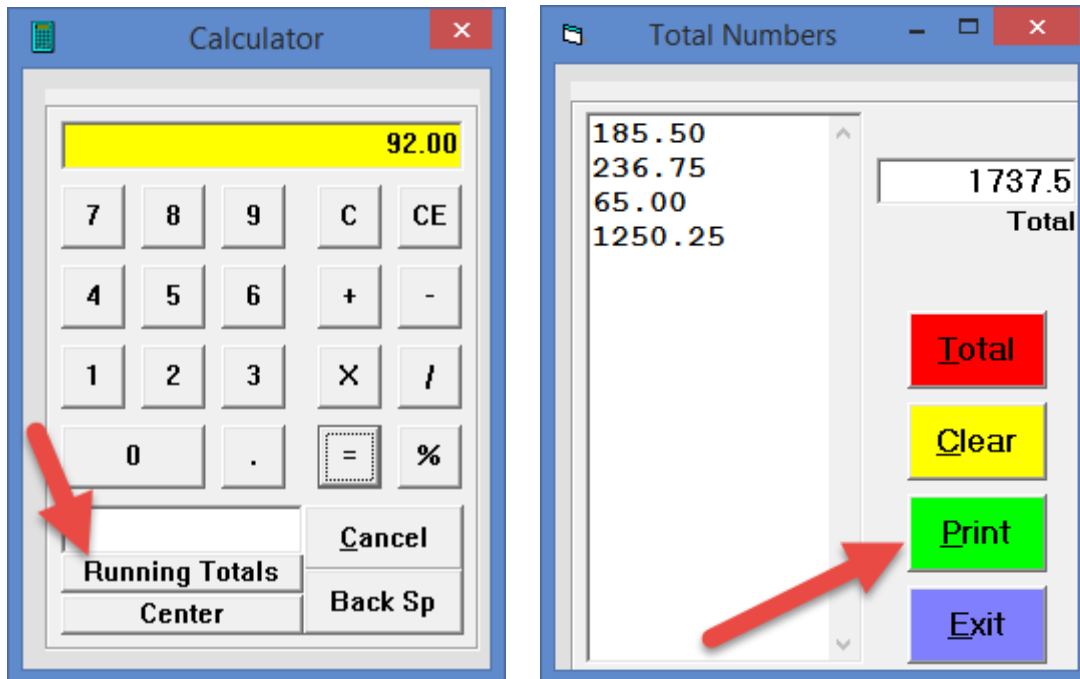 Calculator
92.00
7 8 9 C CE
4 5 6 + -
1 2 3 X /
0 . = %
Cancel
Running Totals
Back Sp
Center
Total Numbers
185.50
236.75
65.00
1250.25
1737.5
Total
Total
Clear
Print
Exit